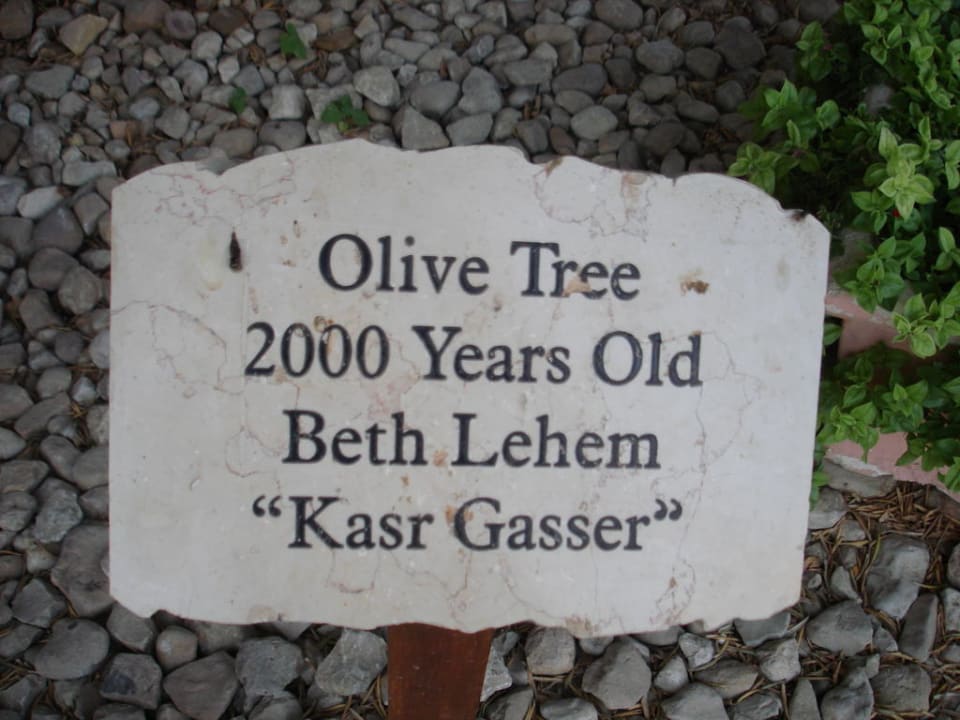 Olive Tree
2000 Years Old
Beth Lehem
“Kasr Gasser”